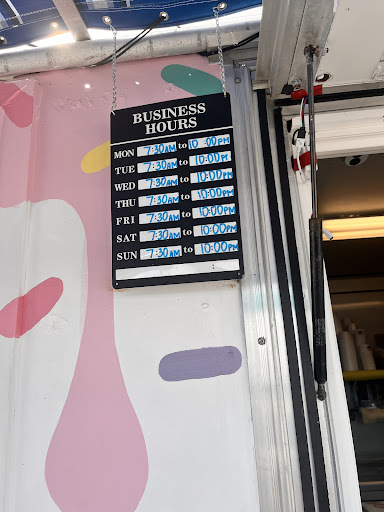 BUSINESS
HOURS
MON 7:30AM to 10:00PM
TUE 7:30AM to 10:00PM
WED 7:30AM to 10:00PM
THU 7:30AM to 10:00PM
FRI 7:30AM to 10:00PM
SAT 7:30AM to 10:00PM
SUN 7:30AM to 10:00PM